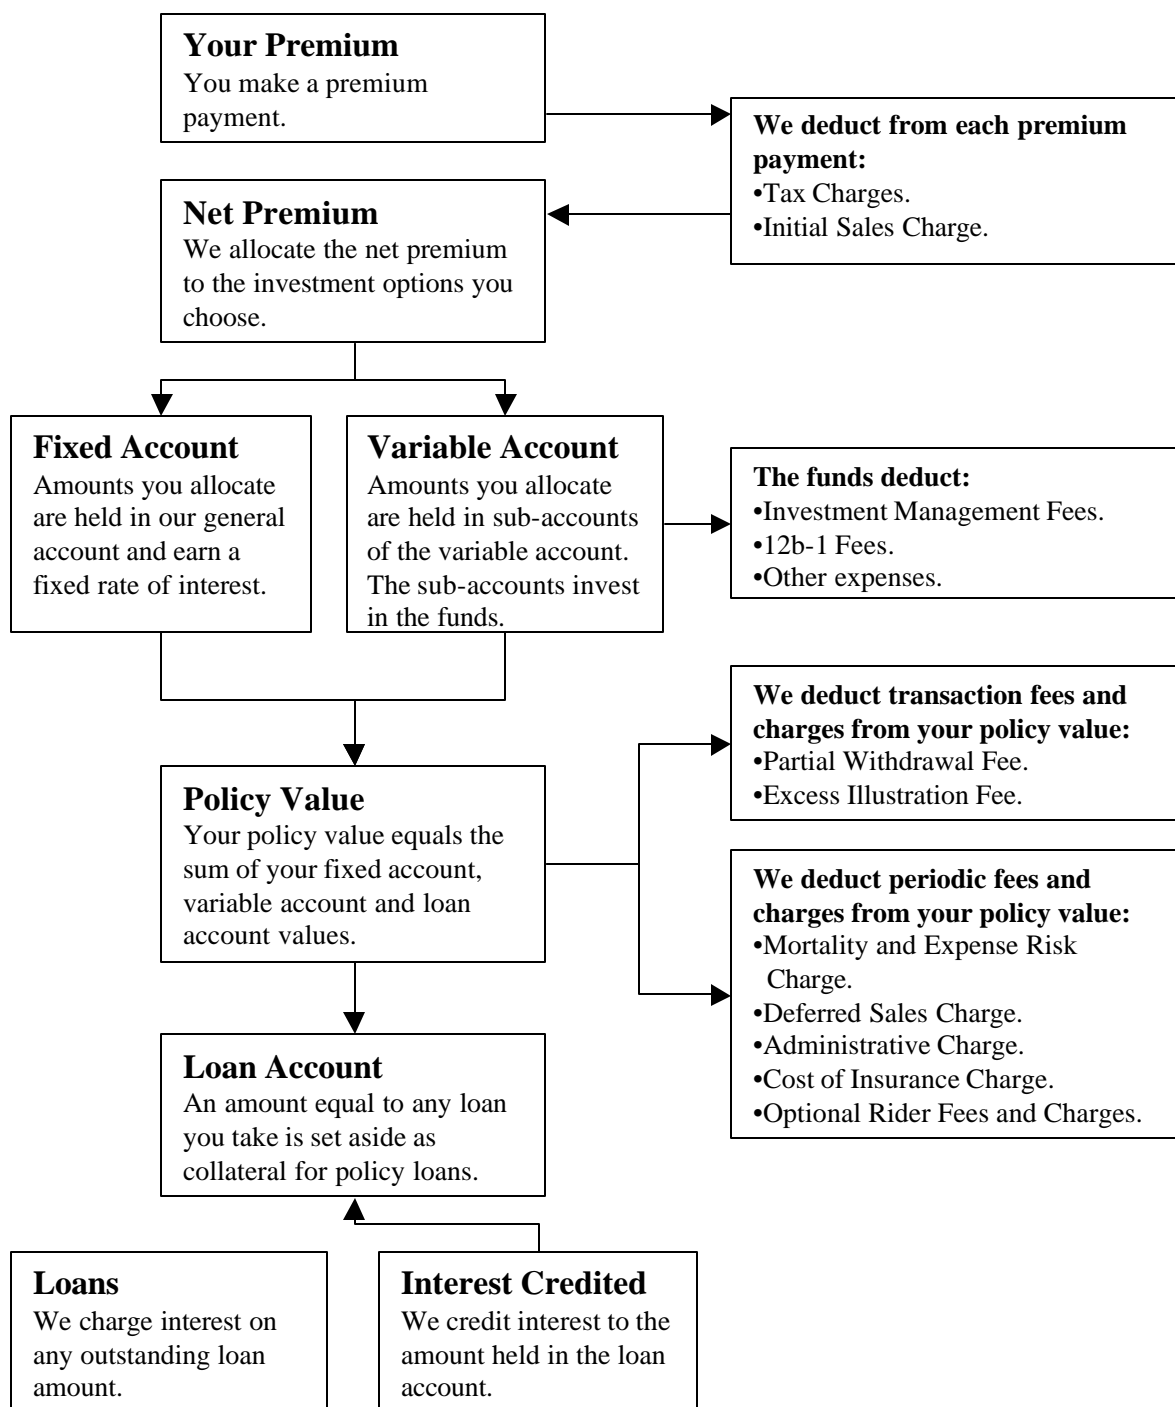 Your Premium
You make a premium
payment.
We deduct from each premium
payment:
•Tax Charges.
•Initial Sales Charge.
Net Premium
We allocate the net premium
to the investment options you
choose.
Fixed Account
Amounts you allocate
are held in our general
account and earn a
fixed rate of interest.
Variable Account
Amounts you allocate
are held in sub-accounts
of the variable account.
The sub-accounts invest
in the funds.
The funds deduct:
•Investment Management Fees.
•12b-1 Fees.
•Other expenses.
We deduct transaction fees and
charges from your policy value:
•Partial Withdrawal Fee.
•Excess Illustration Fee.
Policy Value
Your policy value equals the
sum of your fixed account,
variable account and loan
account values.
We deduct periodic fees and
charges from your policy value:
•Mortality and Expense Risk
Charge.
•Deferred Sales Charge.
•Administrative Charge.
•Cost of Insurance Charge.
•Optional Rider Fees and Charges.
Loan Account
An amount equal to any loan
you take is set aside as
collateral for policy loans.
Loans
We charge interest on
any outstanding loan
amount.
Interest Credited
We credit interest to the
amount held in the loan
account.